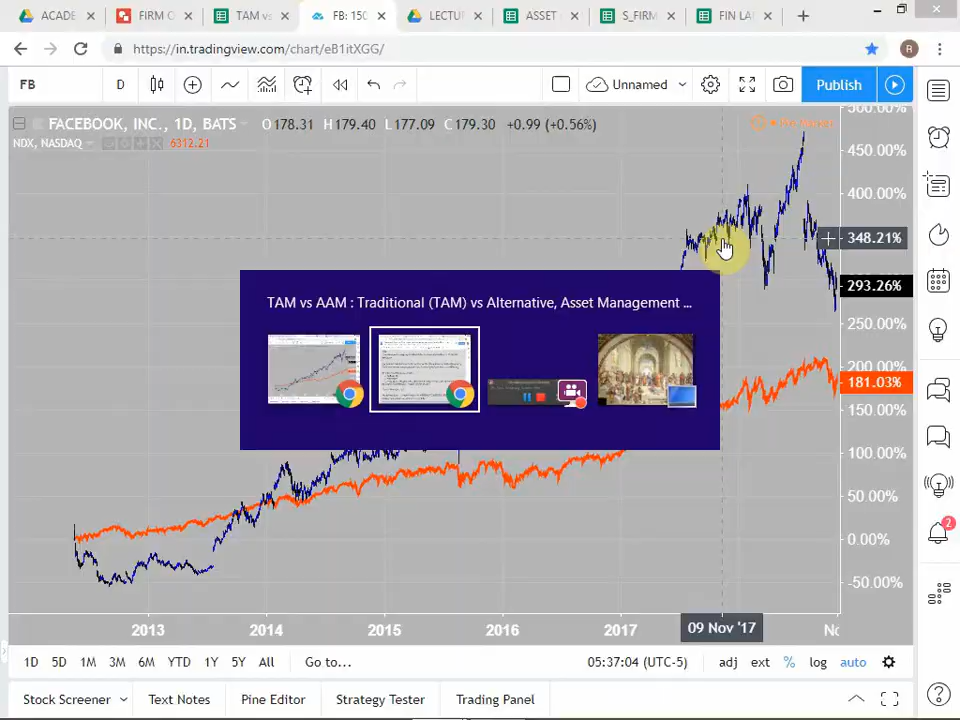 ACADE
FIRM C
TAM vs
FB: 150
LECTU
ASSET
S_FIRM
FIN LA
https://in.tradingview.com/chart/eB1itXGG/
R
FB
D
Unnamed
Publish
FACEBOOK, INC., 1D, BATS
O 178.31 H 179.40 L 177.09 C 179.30 +0.99 (+0.56%)
NDX, NASDAQ
6312.21
500.00%
450.00%
400.00%
348.21%
293.26%
250.00%
200.00%
181.03%
150.00%
100.00%
50.00%
0.00%
-50.00%
TAM vs AAM : Traditional (TAM) vs Alternative, Asset Management ...
2013
2014
2015
2016
2017
09 Nov '17
No
2
1D 5D 1M 3M 6M YTD 1Y 5Y All Go to...
05:37:04 (UTC-5) adj ext % log auto
Stock Screener
Text Notes
Pine Editor
Strategy Tester
Trading Panel